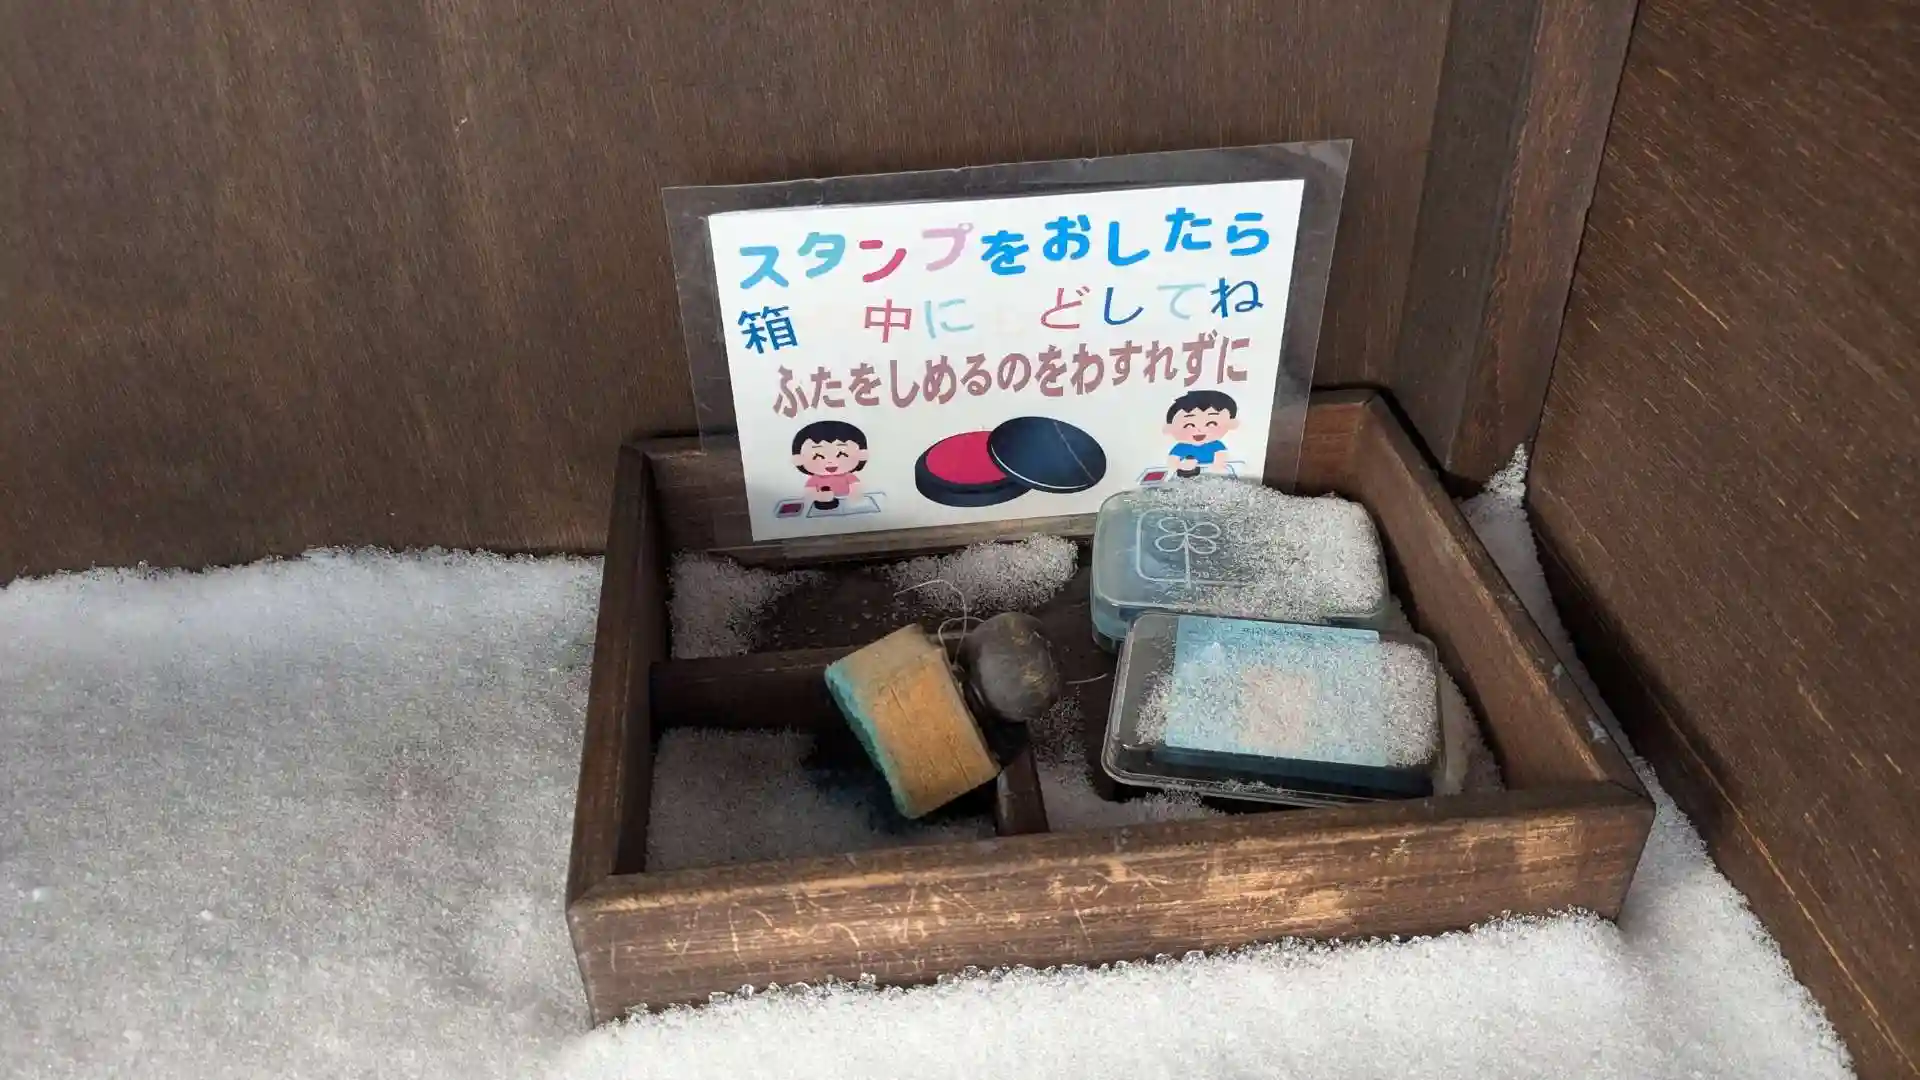 スタンプをおしたら
箱 中に もどしてね
ふたをしめるのをわすれずに